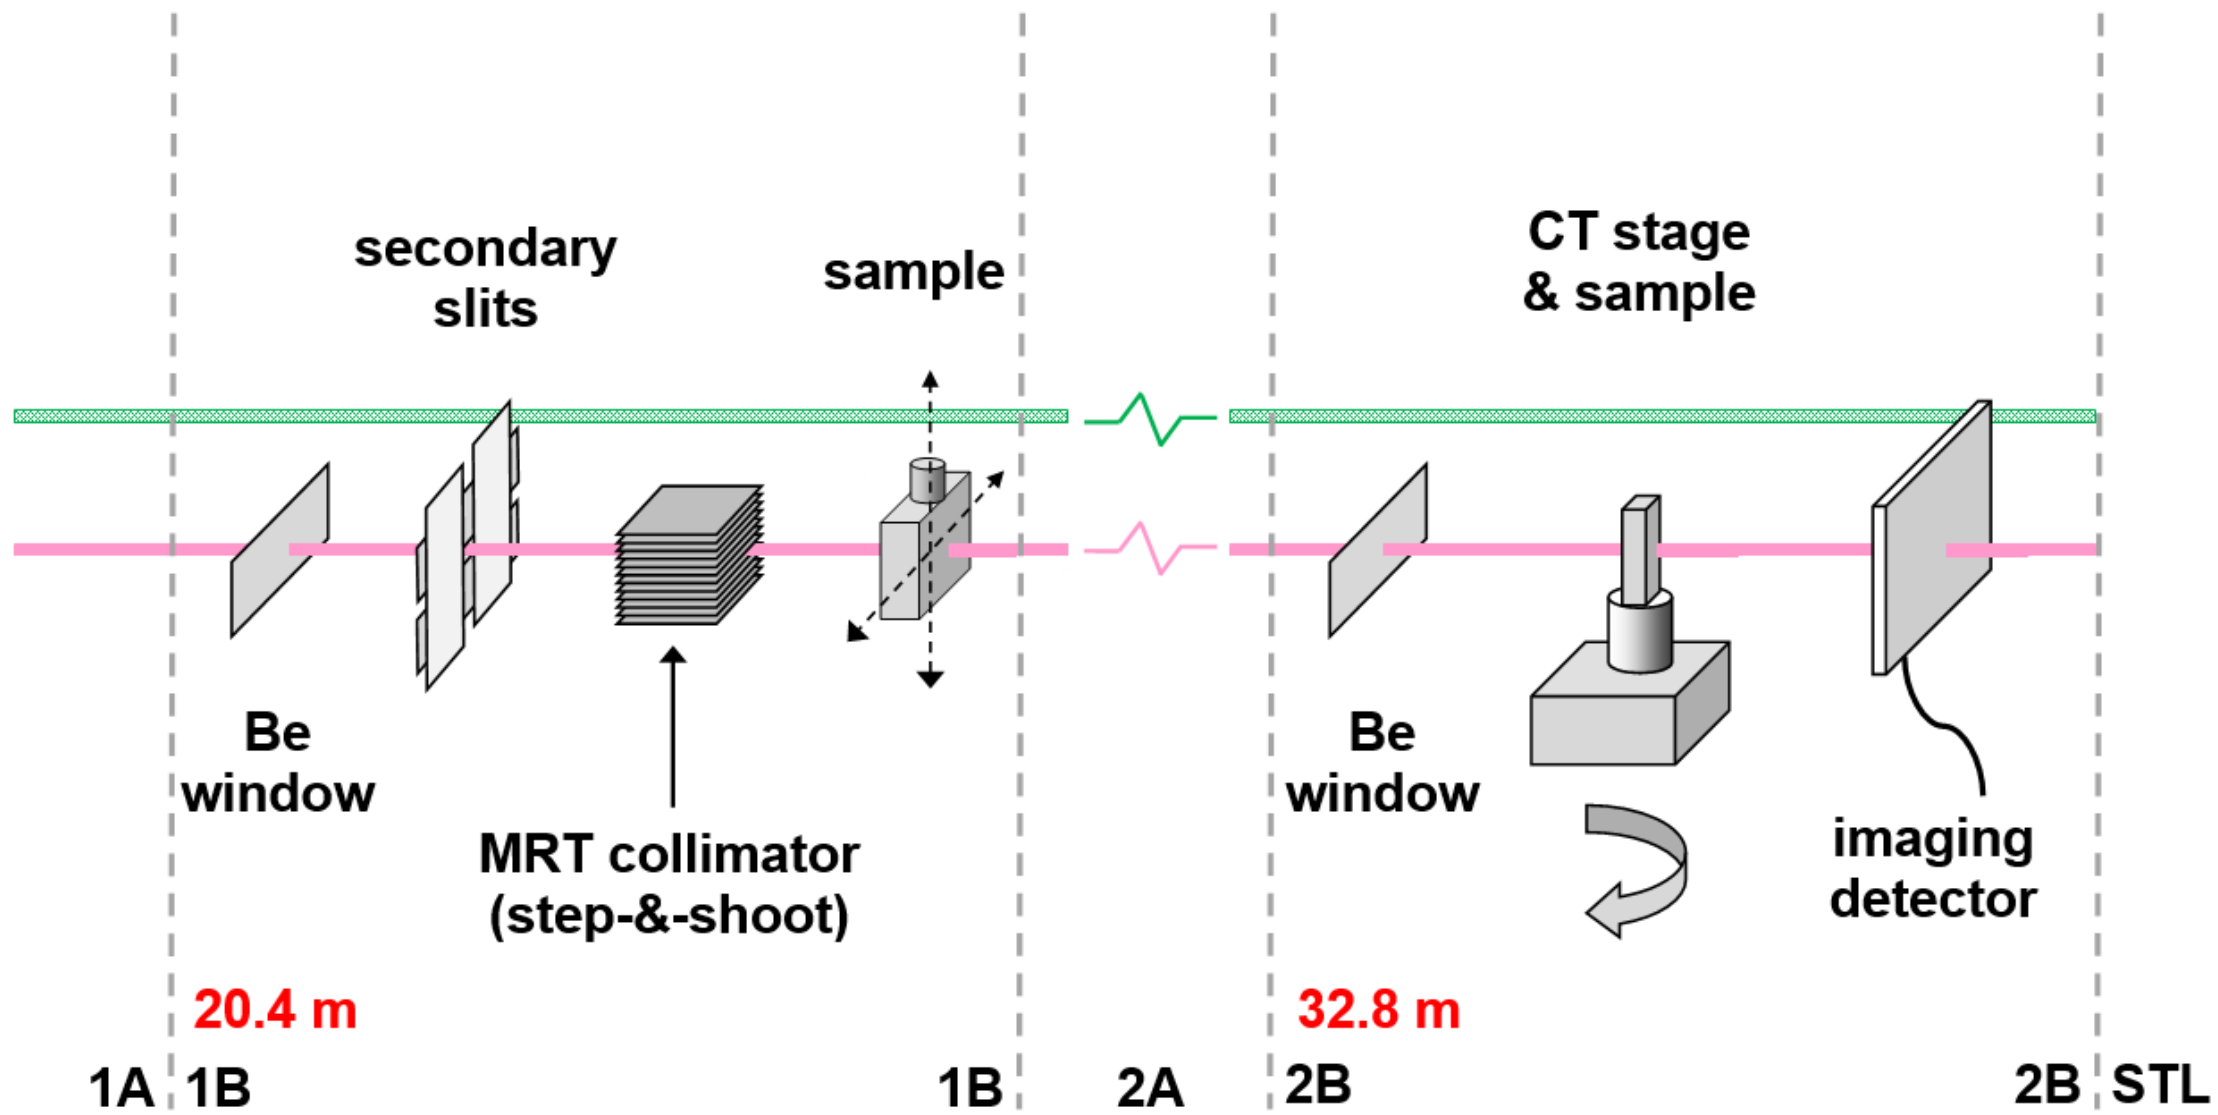 secondary
slits
sample
CT stage
& sample
Be
window
MRT collimator
(step-&-shoot)
Be
window
imaging
detector
20.4 m
32.8 m
1A 1B 1B 2A 2B 2B STL